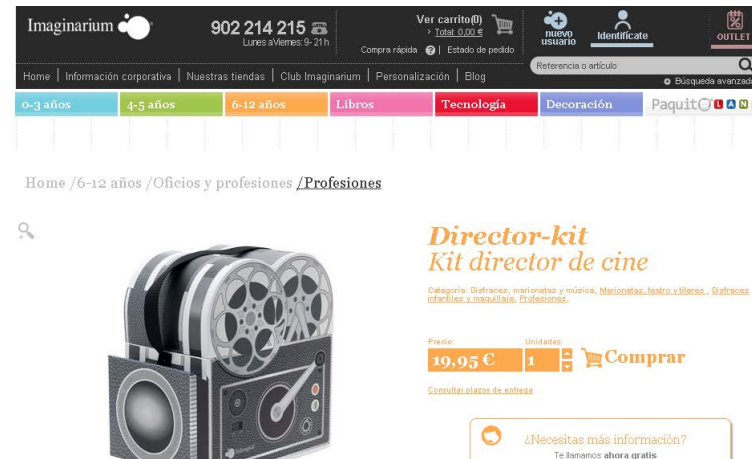 Imaginarium
902 214 215
Lunes a Viernes: 9- 21 h
Ver carrito(0)
› Total: 0,00 €
Compra rápida ? | Estado de pedido
nuevo
usuario
Identifícate
OUTLET
Referencia o artículo
Búsqueda avanzada
Home | Información corporativa | Nuestras tiendas | Club Imaginarium | Personalización | Blog
0-3 años
4-5 años
6-12 años
Libros
Tecnología
Decoración
Paquito LAN
Home /6-12 años /Oficios y profesiones /Profesiones
Director-kit
Kit director de cine
Categoría: Disfraces, marionetas y música, Marionetas, teatro y títeres , Disfraces
infantiles y maquillaje, Profesiones,
Precio:
Unidades:
19,95 €
1
Comprar
Consultar plazos de entrega
¿Necesitas más información?
Te llamamos ahora gratis